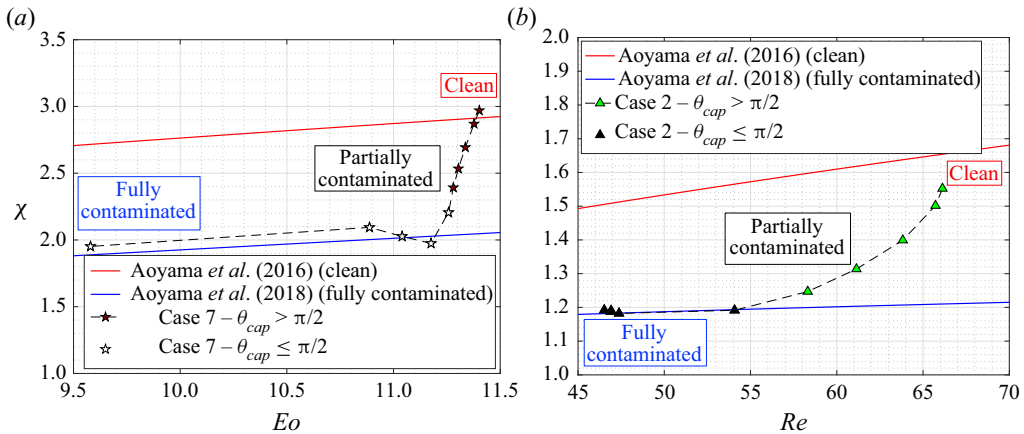 (a)
3.5
3.0
2.5
χ
2.0
1.5
1.0
9.5
10.0
10.5
11.0
11.5
Eo
Clean
Partially
contaminated
Fully
contaminated
Aoyama et al. (2016) (clean)
Aoyama et al. (2018) (fully contaminated)
Case 7 – θcap > π/2
Case 7 – θcap ≤ π/2
(b)
2.0
1.9
1.8
1.7
1.6
1.5
1.4
1.3
1.2
1.1
1.0
45
50
55
60
65
70
Re
Aoyama et al. (2016) (clean)
Aoyama et al. (2018) (fully contaminated)
Case 2 – θcap > π/2
Case 2 – θcap ≤ π/2
Clean
Partially
contaminated
Fully
contaminated